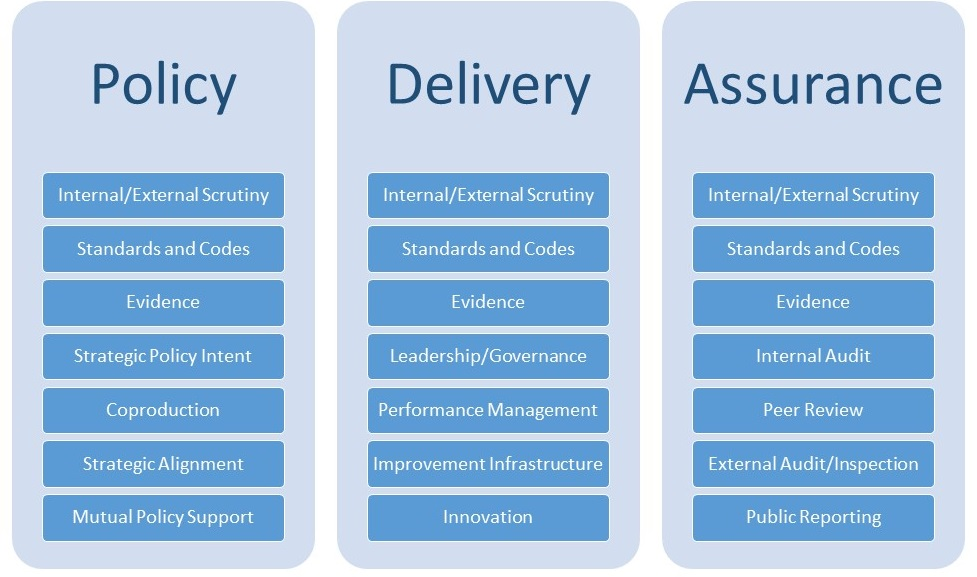 Policy
Internal/External Scrutiny
Standards and Codes
Evidence
Strategic Policy Intent
Coproduction
Strategic Alignment
Mutual Policy Support
Delivery
Internal/External Scrutiny
Standards and Codes
Evidence
Leadership/Governance
Performance Management
Improvement Infrastructure
Innovation
Assurance
Internal/External Scrutiny
Standards and Codes
Evidence
Internal Audit
Peer Review
External Audit/Inspection
Public Reporting